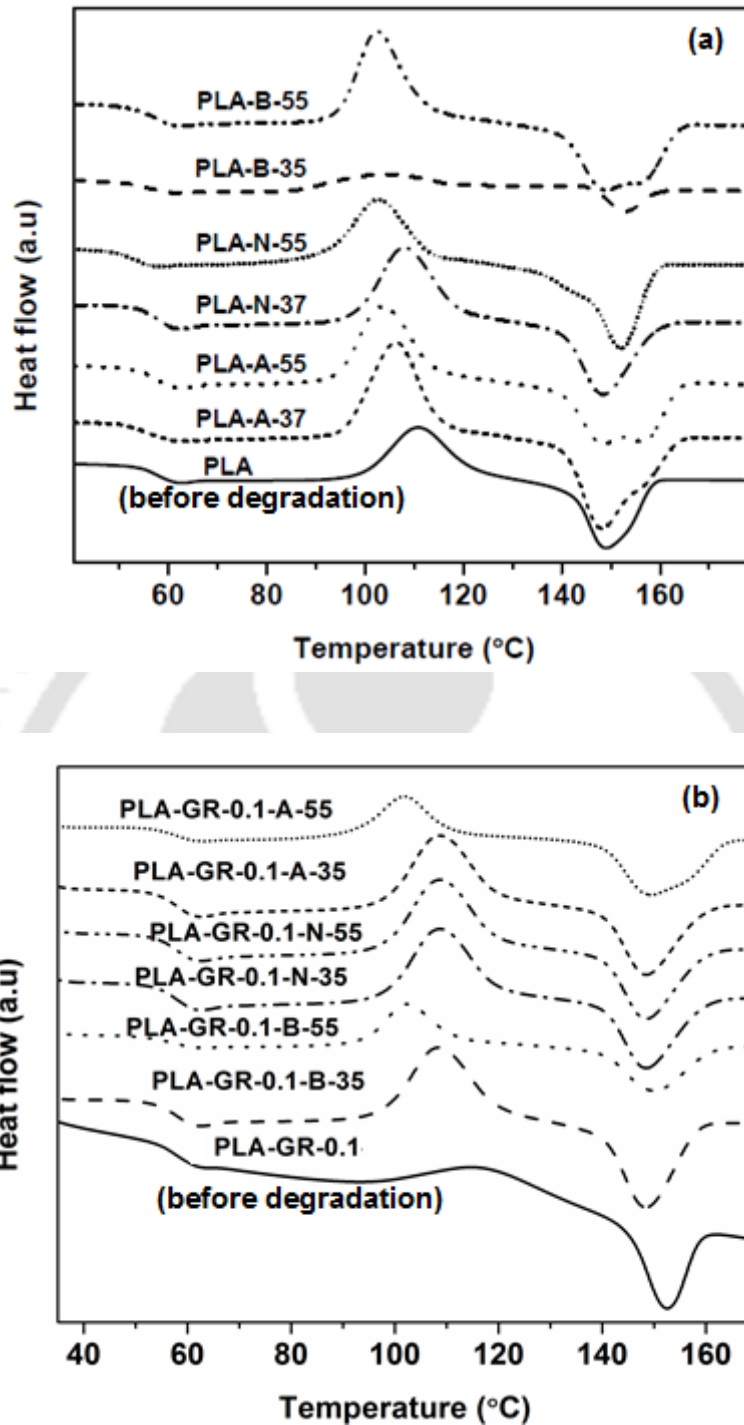 (a)
PLA-B-55
PLA-B-35
PLA-N-55
PLA-N-37
PLA-A-55
PLA-A-37
PLA
(before degradation)
Heat flow (a.u)
60 80 100 120 140 160
Temperature (°C)
(b)
PLA-GR-0.1-A-55
PLA-GR-0.1-A-35
PLA-GR-0.1-N-55
PLA-GR-0.1-N-35
PLA-GR-0.1-B-55
PLA-GR-0.1-B-35
PLA-GR-0.1
(before degradation)
Heat flow (a.u)
40 60 80 100 120 140 160
Temperature (°C)